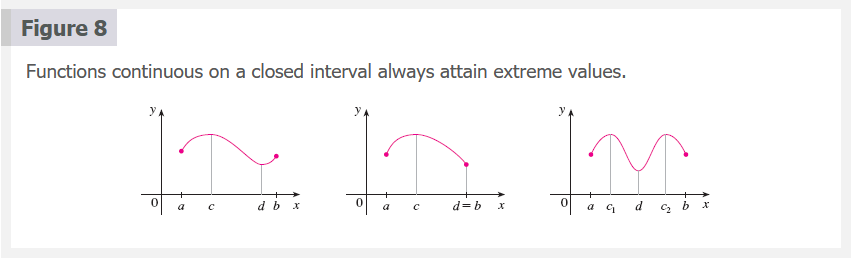 Figure 8
Functions continuous on a closed interval always attain extreme values.
y y y
0 a c d b x 0 a c d = b x 0 a c₁ d c₂ b x